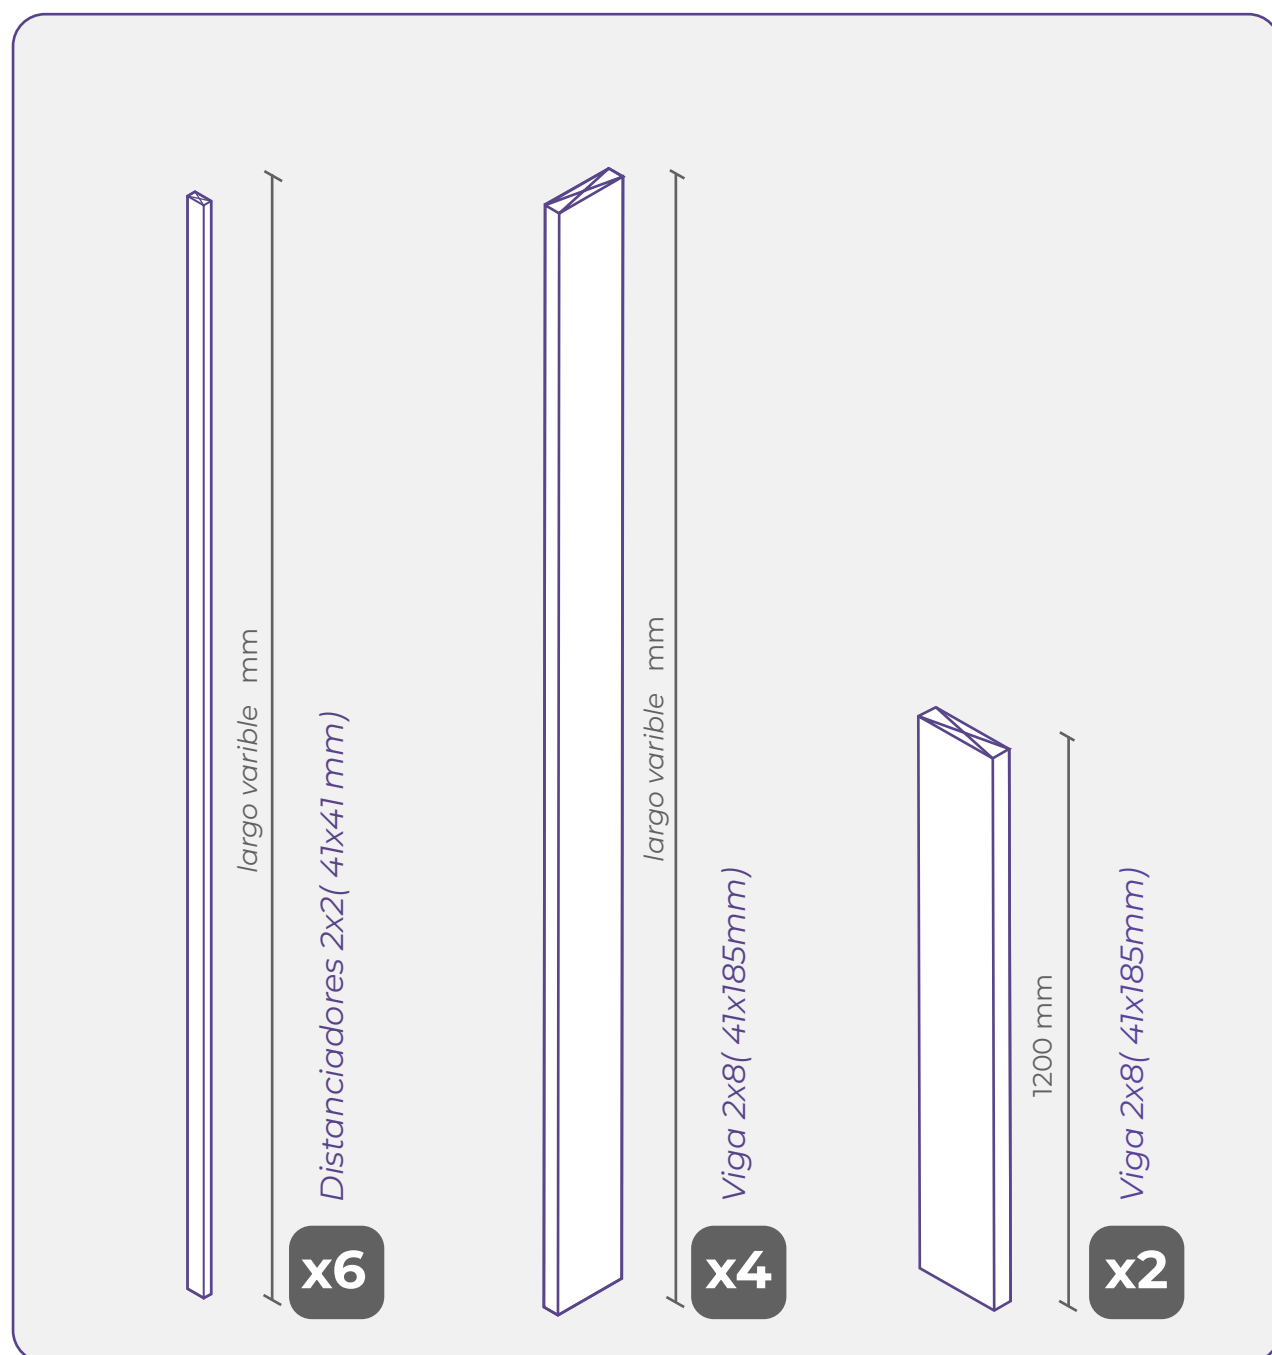 largo varible mm
Distanciadores 2x2( 41x41 mm)
x6
largo varible mm
Viga 2x8( 41x185mm)
x4
1200 mm
Viga 2x8( 41x185mm)
x2